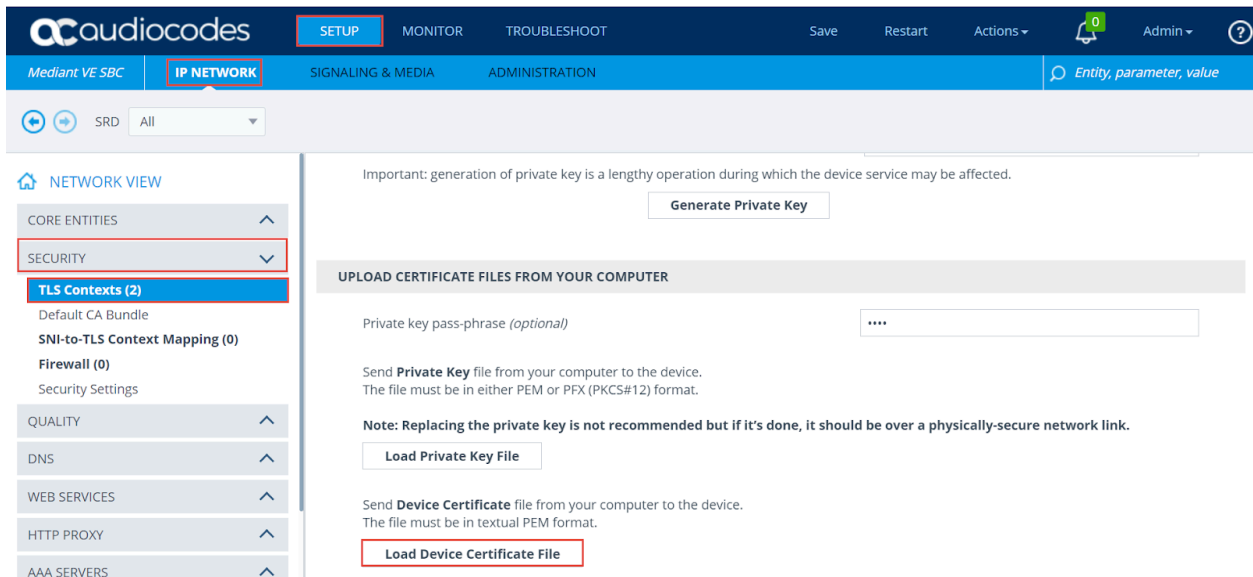 audiocodes
SETUP MONITOR TROUBLESHOOT Save Restart Actions 0 Admin ?
Mediant VE SBC IP NETWORK SIGNALING & MEDIA ADMINISTRATION Entity, parameter, value
SRD All
NETWORK VIEW
CORE ENTITIES
SECURITY
TLS Contexts (2)
Default CA Bundle
SNI-to-TLS Context Mapping (0)
Firewall (0)
Security Settings
QUALITY
DNS
WEB SERVICES
HTTP PROXY
AAA SERVERS
Important: generation of private key is a lengthy operation during which the device service may be affected.
Generate Private Key
UPLOAD CERTIFICATE FILES FROM YOUR COMPUTER
Private key pass-phrase (optional) ••••
Send Private Key file from your computer to the device.
The file must be in either PEM or PFX (PKCS#12) format.
Note: Replacing the private key is not recommended but if it's done, it should be over a physically-secure network link.
Load Private Key File
Send Device Certificate file from your computer to the device.
The file must be in textual PEM format.
Load Device Certificate File